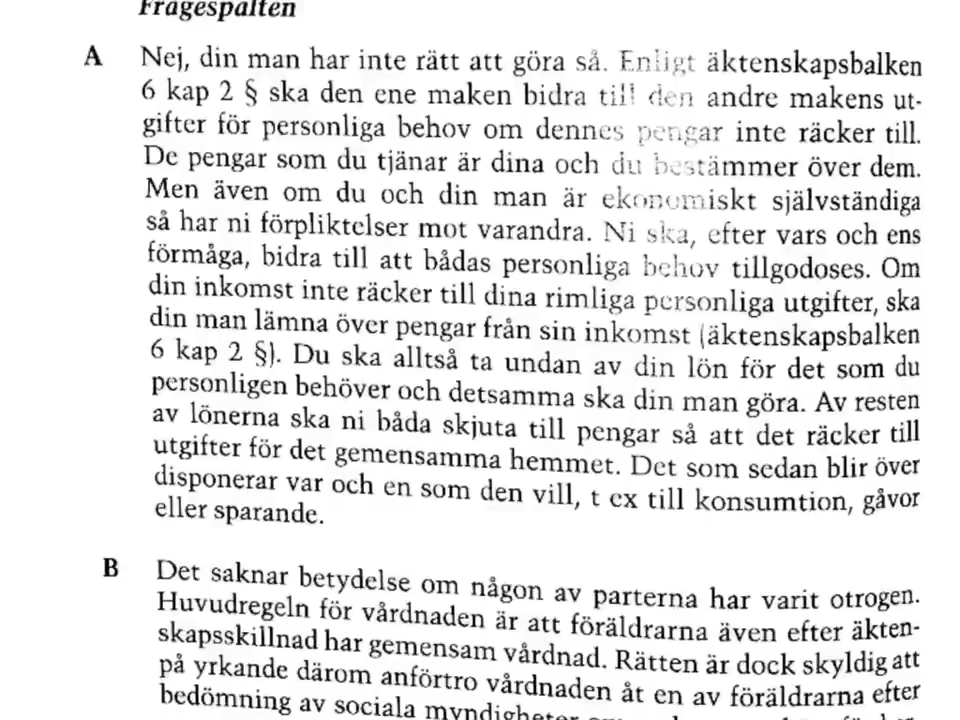 Frågespalten
A Nej, din man har inte rätt att göra så. Enligt äktenskapsbalken
6 kap 2 § ska den ene maken bidra till den andre makens ut-
gifter för personliga behov om dennes pengar inte räcker till.
De pengar som du tjänar är dina och du bestämmer över dem.
Men även om du och din man är ekonomiskt självständiga
så har ni förpliktelser mot varandra. Ni ska, efter vars och ens
förmåga, bidra till att bådas personliga behov tillgodoses. Om
din inkomst inte räcker till dina rimliga personliga utgifter, ska
din man lämna över pengar från sin inkomst (äktenskapsbalken
6 kap 2 §). Du ska alltså ta undan av din lön för det som du
personligen behöver och detsamma ska din man göra. Av resten
av lönerna ska ni båda skjuta till pengar så att det räcker till
utgifter för det gemensamma hemmet. Det som sedan blir över
disponerar var och en som den vill, t ex till konsumtion, gåvor
eller sparande.
B Det saknar betydelse om någon av parterna har varit otrogen.
Huvudregeln för vårdnaden är att föräldrarna även efter äkten-
skapsskillnad har gemensam vårdnad. Rätten är dock skyldig att
på yrkande därom anförtro vårdnaden åt en av föräldrarna efter
bedömning av sociala myndigheter